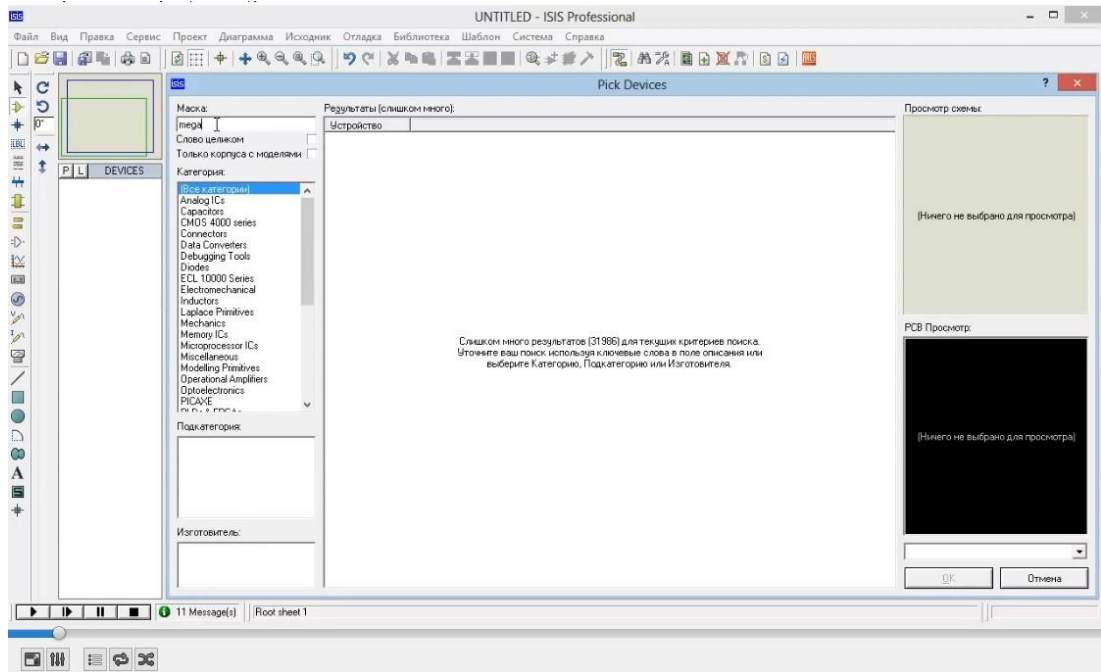 ISIS
UNTITLED - ISIS Professional
Файл Вид Правка Сервис Проект Диаграмма Исходник Отладка Библиотека Шаблон Система Справка
ISIS
Pick Devices
Маска:
mega
Слово целиком
Только корпуса с моделями
Категория:
(Все категории)
Analog ICs
Capacitors
CMOS 4000 series
Connectors
Data Converters
Debugging Tools
Diodes
ECL 10000 Series
Electromechanical
Inductors
Laplace Primitives
Mechanics
Memory ICs
Microprocessor ICs
Miscellaneous
Modelling Primitives
Operational Amplifiers
Optoelectronics
PICAXE
Подкатегория:
Изготовитель:
Результаты (слишком много):
Устройство
Слишком много результатов (31986) для текущих критериев поиска.
Уточните ваш поиск используя ключевые слова в поле описания или
выберите Категорию, Подкатегорию или Изготовителя.
Просмотр схемы:
(Ничего не выбрано для просмотра)
PCB Просмотр:
(Ничего не выбрано для просмотра)
OK Отмена
0°
LBL
P L DEVICES
A
S
11 Message(s) Root sheet 1